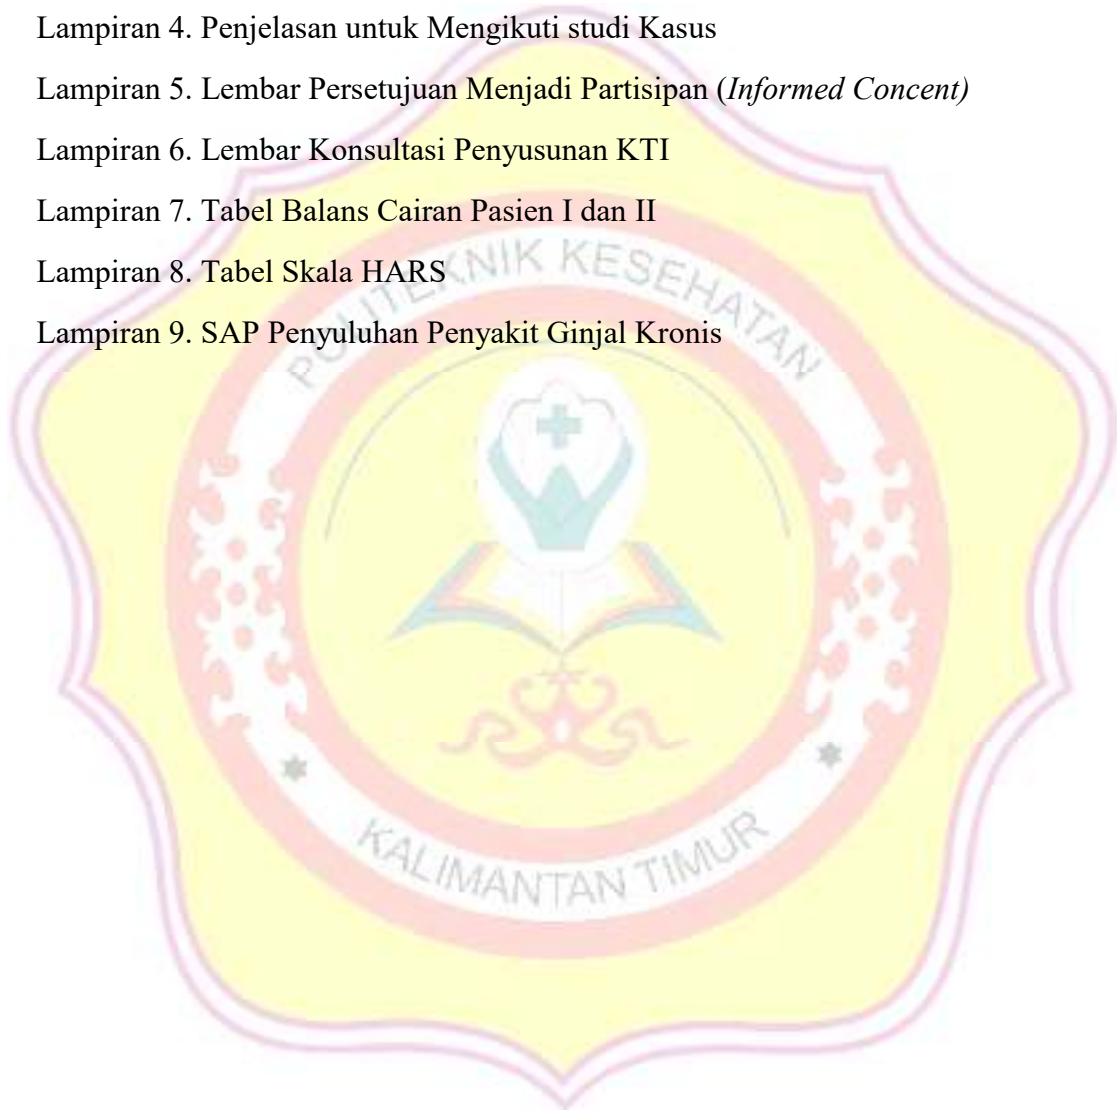 Lampiran 4. Penjelasan untuk Mengikuti studi Kasus
Lampiran 5. Lembar Persetujuan Menjadi Partisipan (Informed Concent)
Lampiran 6. Lembar Konsultasi Penyusunan KTI
Lampiran 7. Tabel Balans Cairan Pasien I dan II
Lampiran 8. Tabel Skala HARS
Lampiran 9. SAP Penyuluhan Penyakit Ginjal Kronis
POLITEKNIK KESEHATAN
KALIMANTAN TIMUR